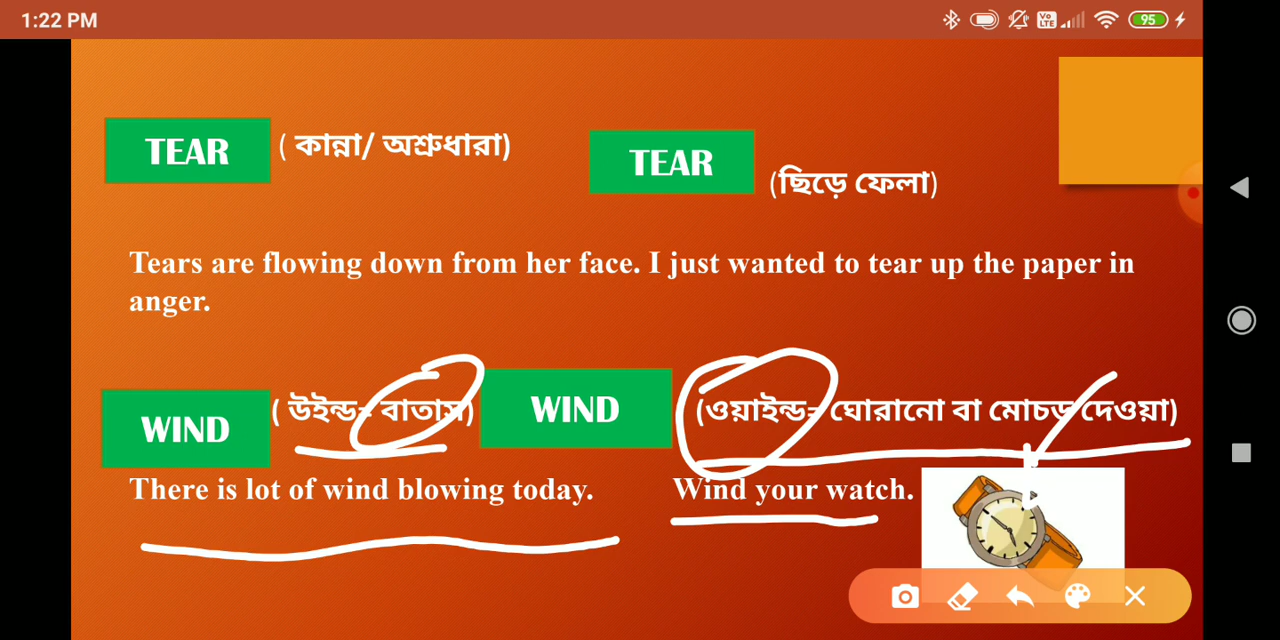 1:22 PM
Vo LTE 95
TEAR ( কান্না/ অশ্রুধারা) TEAR (ছিড়ে ফেলা)
Tears are flowing down from her face. I just wanted to tear up the paper in
anger.
WIND ( উইন্ড= বাতাস) WIND (ওয়াইন্ড= ঘোরানো বা মোচড় দেওয়া)
There is lot of wind blowing today. Wind your watch.